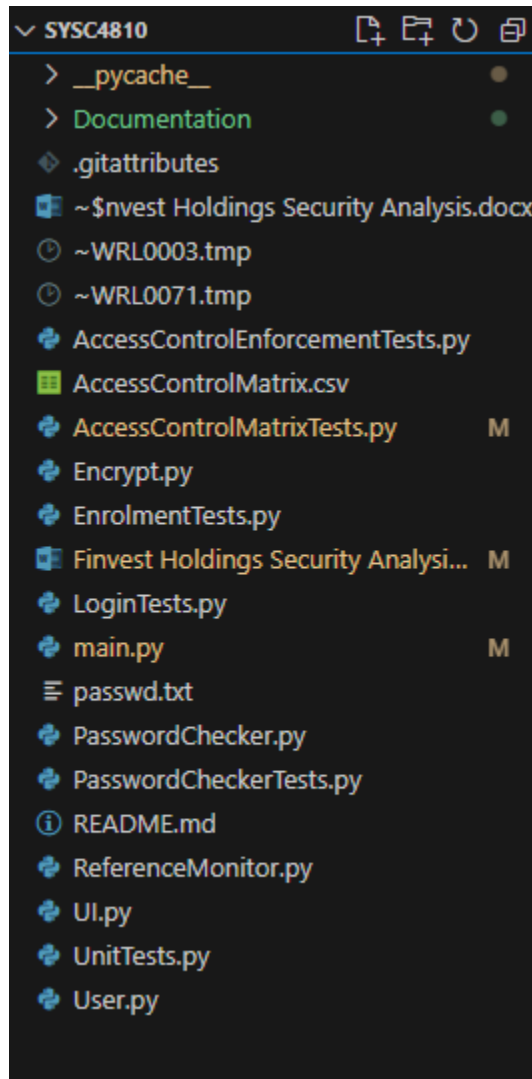 SYSC4810
__pycache__
Documentation
.gitattributes
~$nvest Holdings Security Analysis.docx
~WRL0003.tmp
~WRL0071.tmp
AccessControlEnforcementTests.py
AccessControlMatrix.csv
AccessControlMatrixTests.py M
Encrypt.py
EnrolmentTests.py
Finvest Holdings Security Analysi... M
LoginTests.py
main.py M
passwd.txt
PasswordChecker.py
PasswordCheckerTests.py
README.md
ReferenceMonitor.py
UI.py
UnitTests.py
User.py